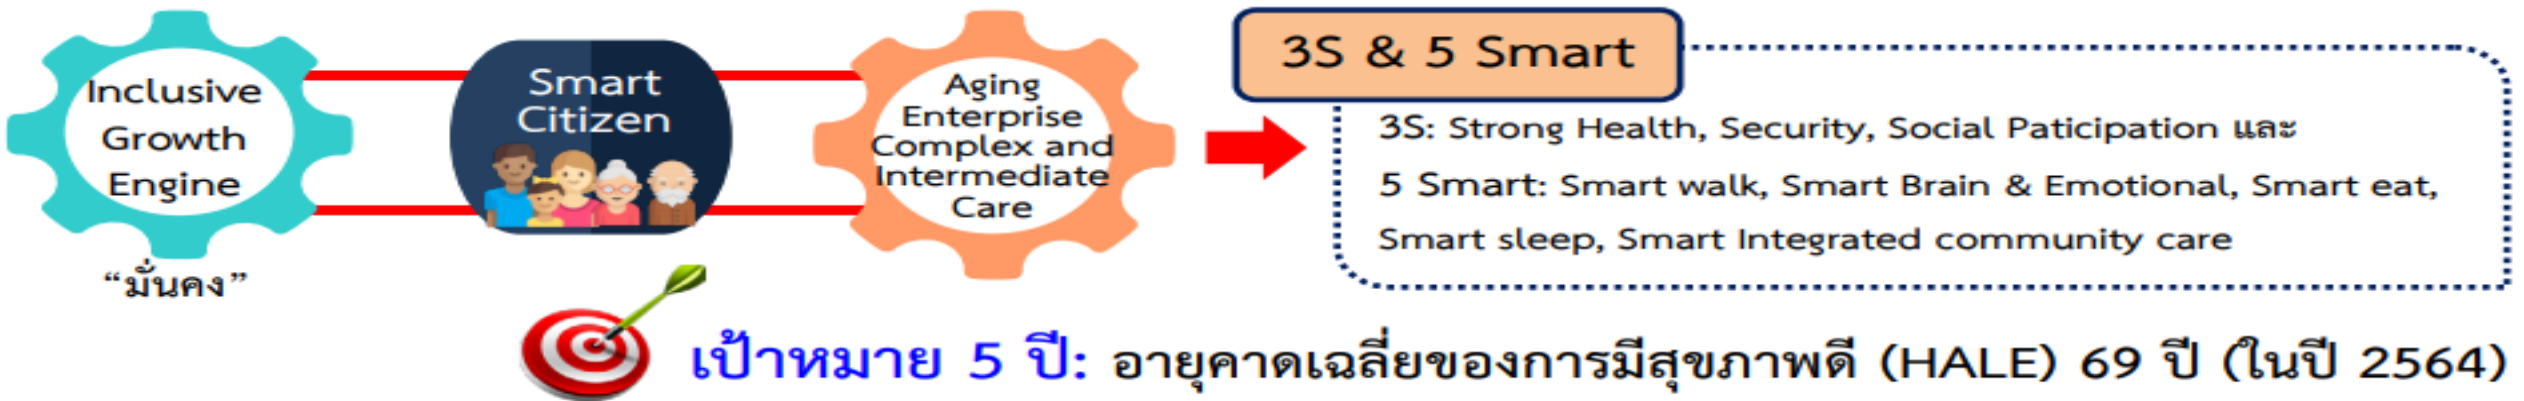 Inclusive
Growth
Engine
“มั่นคง”
Smart
Citizen
Aging
Enterprise
Complex and
Intermediate
Care
3S & 5 Smart
3S: Strong Health, Security, Social Paticipation และ
5 Smart: Smart walk, Smart Brain & Emotional, Smart eat,
Smart sleep, Smart Integrated community care
เป้าหมาย 5 ปี: อายุคาดเฉลี่ยของการมีสุขภาพดี (HALE) 69 ปี (ในปี 2564)